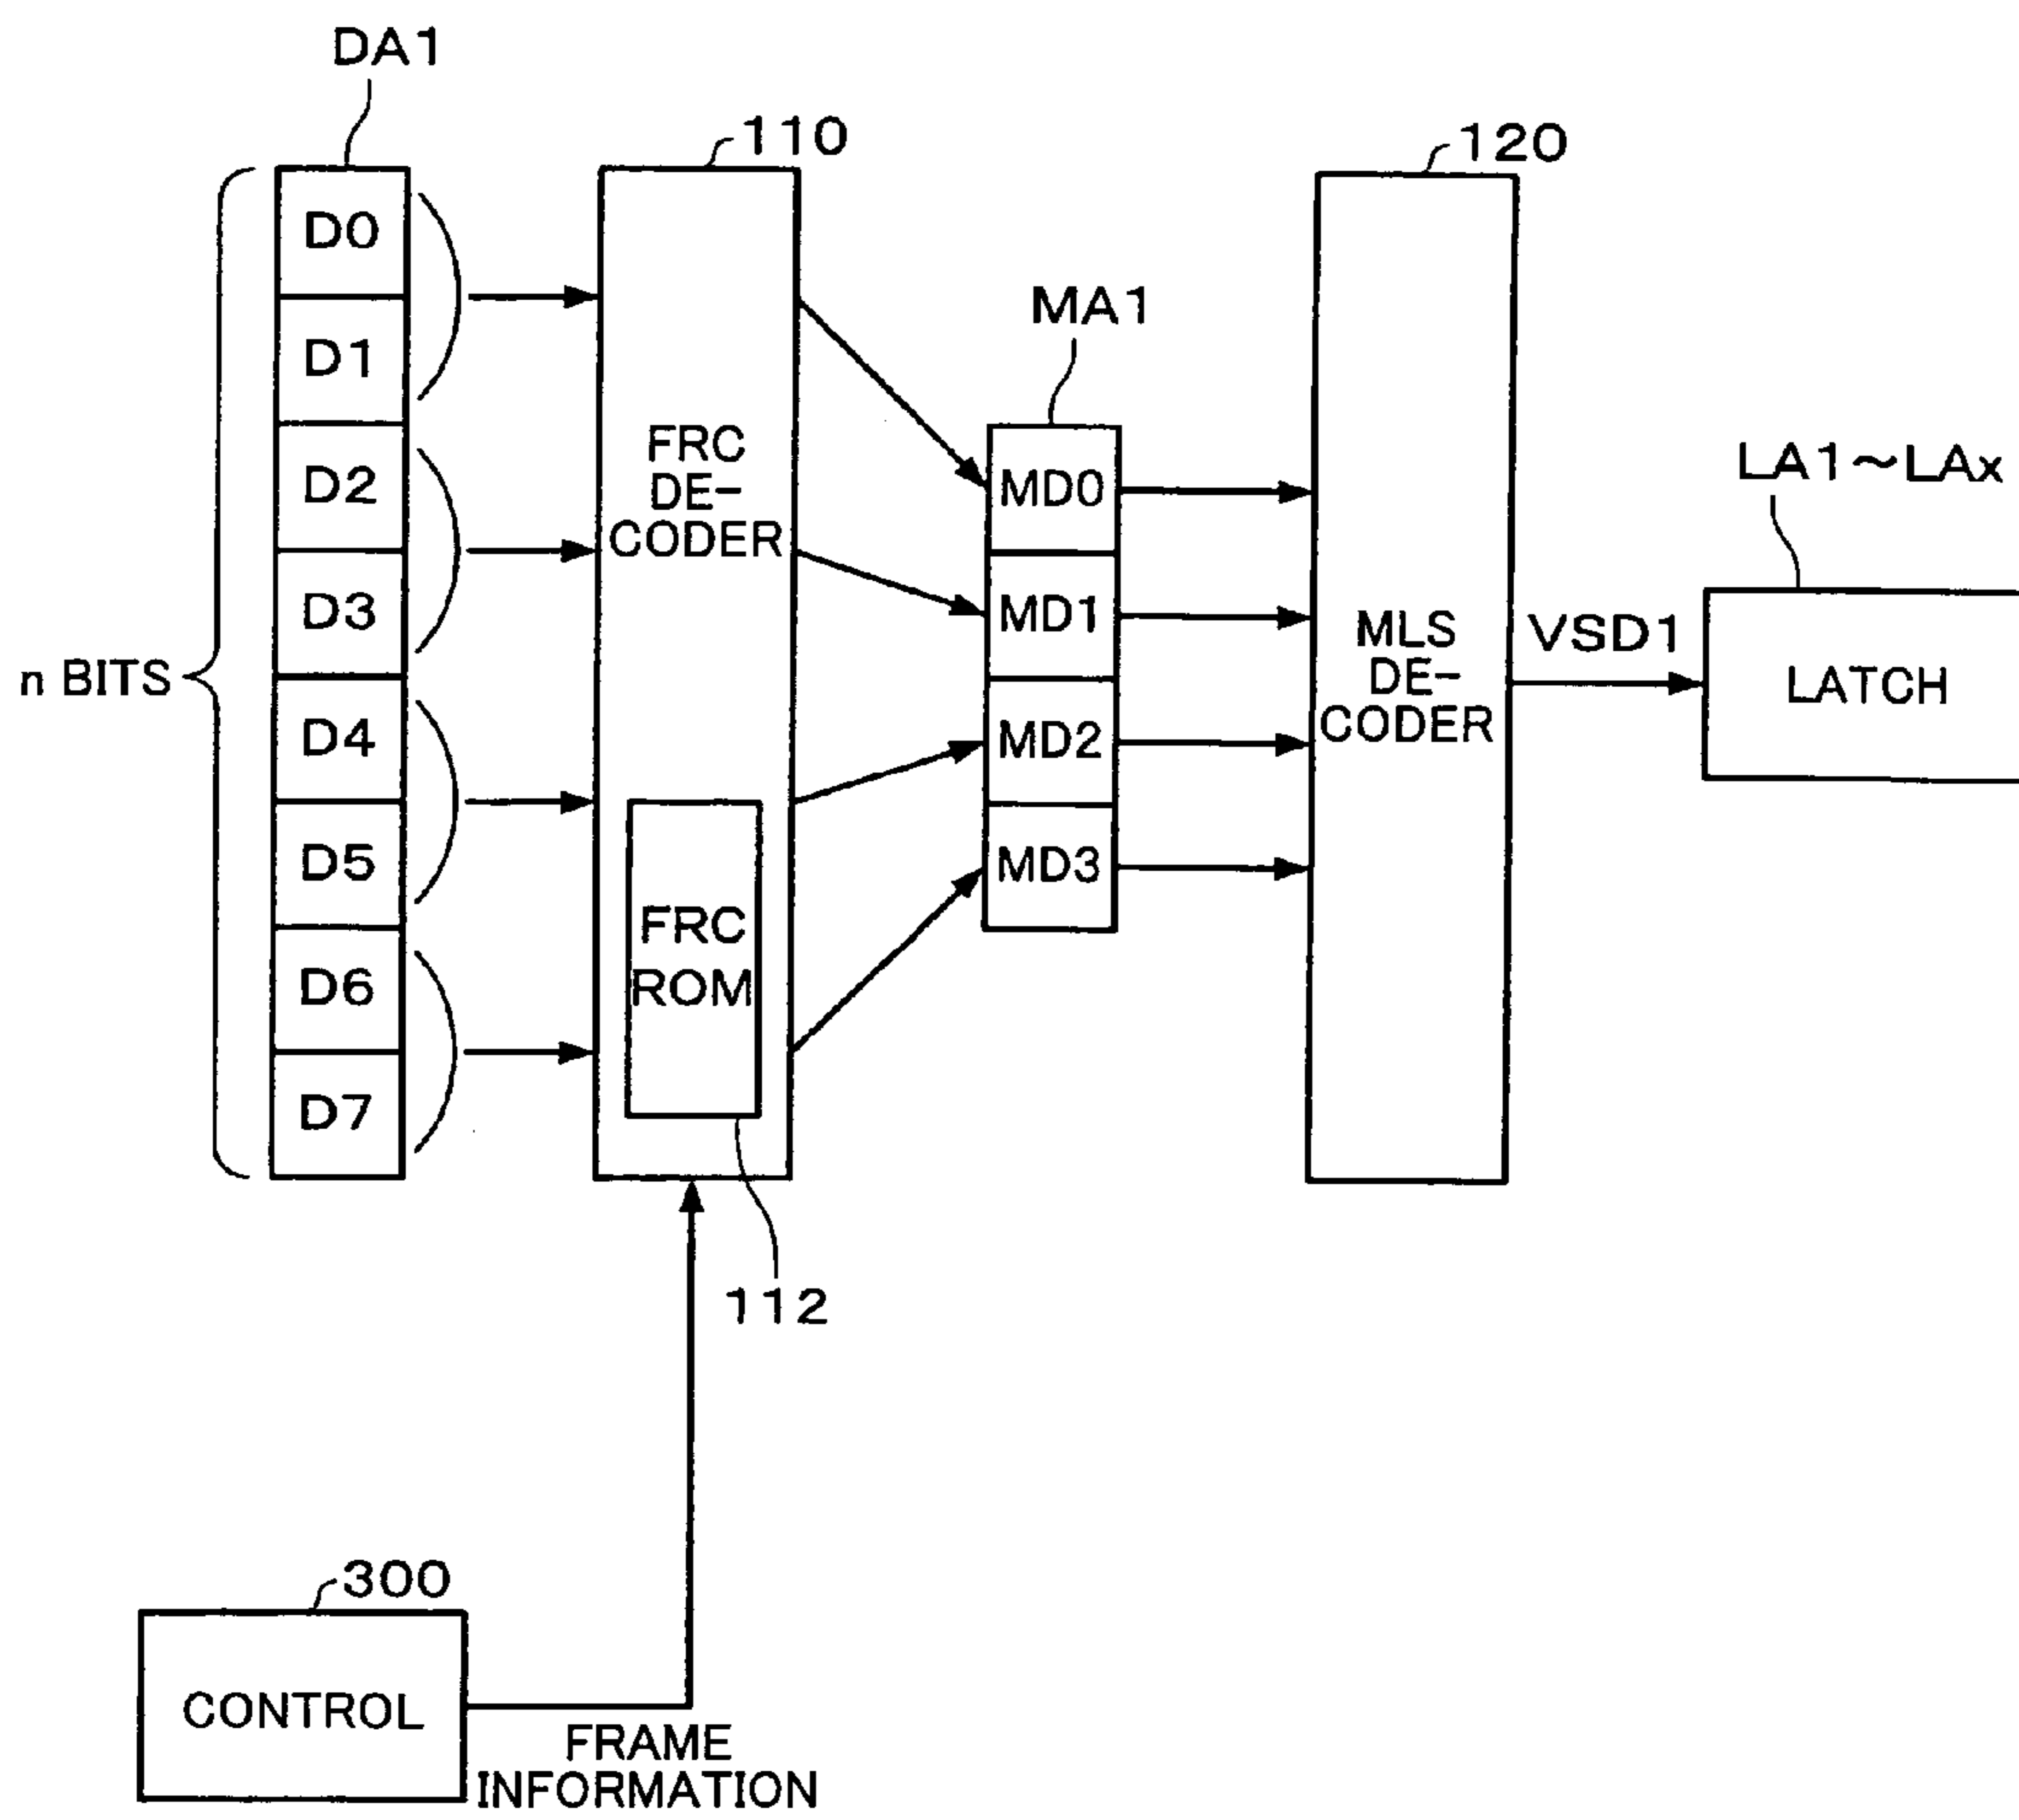 DA1
110
120
D0
D1
D2
D3
D4
D5
D6
D7
n BITS
FRC
DE-
CODER
FRC
ROM
112
MA1
MD0
MD1
MD2
MD3
MLS
DE-
CODER
VSD1
LA1~LAx
LATCH
300
CONTROL
FRAME
INFORMATION